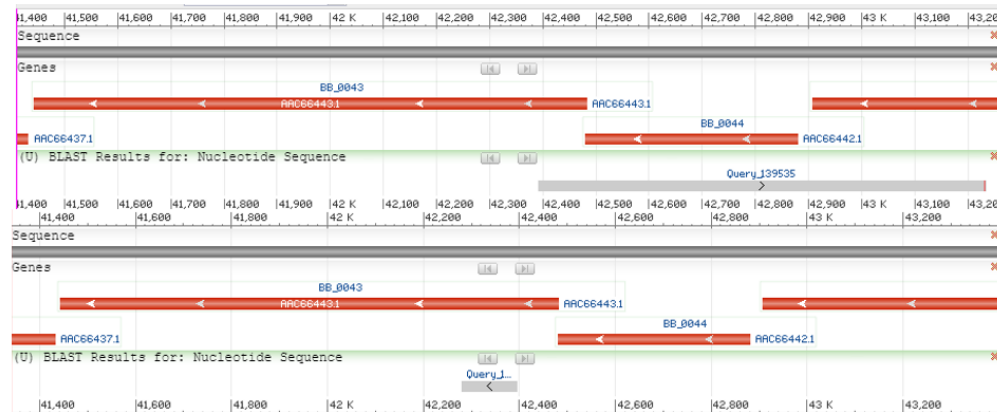 41,400 41,500 41,600 41,700 41,800 41,900 42 K 42,100 42,200 42,300 42,400 42,500 42,600 42,700 42,800 42,900 43 K 43,100 43,200
Sequence
Genes
BB_0043
AAC66443.1 AAC66443.1
BB_0044
AAC66437.1 AAC66442.1
(U) BLAST Results for: Nucleotide Sequence
Query_139535
41,400 41,500 41,600 41,700 41,800 41,900 42 K 42,100 42,200 42,300 42,400 42,500 42,600 42,700 42,800 42,900 43 K 43,100 43,200
41,400 41,600 41,800 42 K 42,200 42,400 42,600 42,800 43 K 43,200
Sequence
Genes
BB_0043
AAC66443.1 AAC66443.1
BB_0044
AAC66437.1 AAC66442.1
(U) BLAST Results for: Nucleotide Sequence
Query_1...
41,400 41,600 41,800 42 K 42,200 42,400 42,600 42,800 43 K 43,200